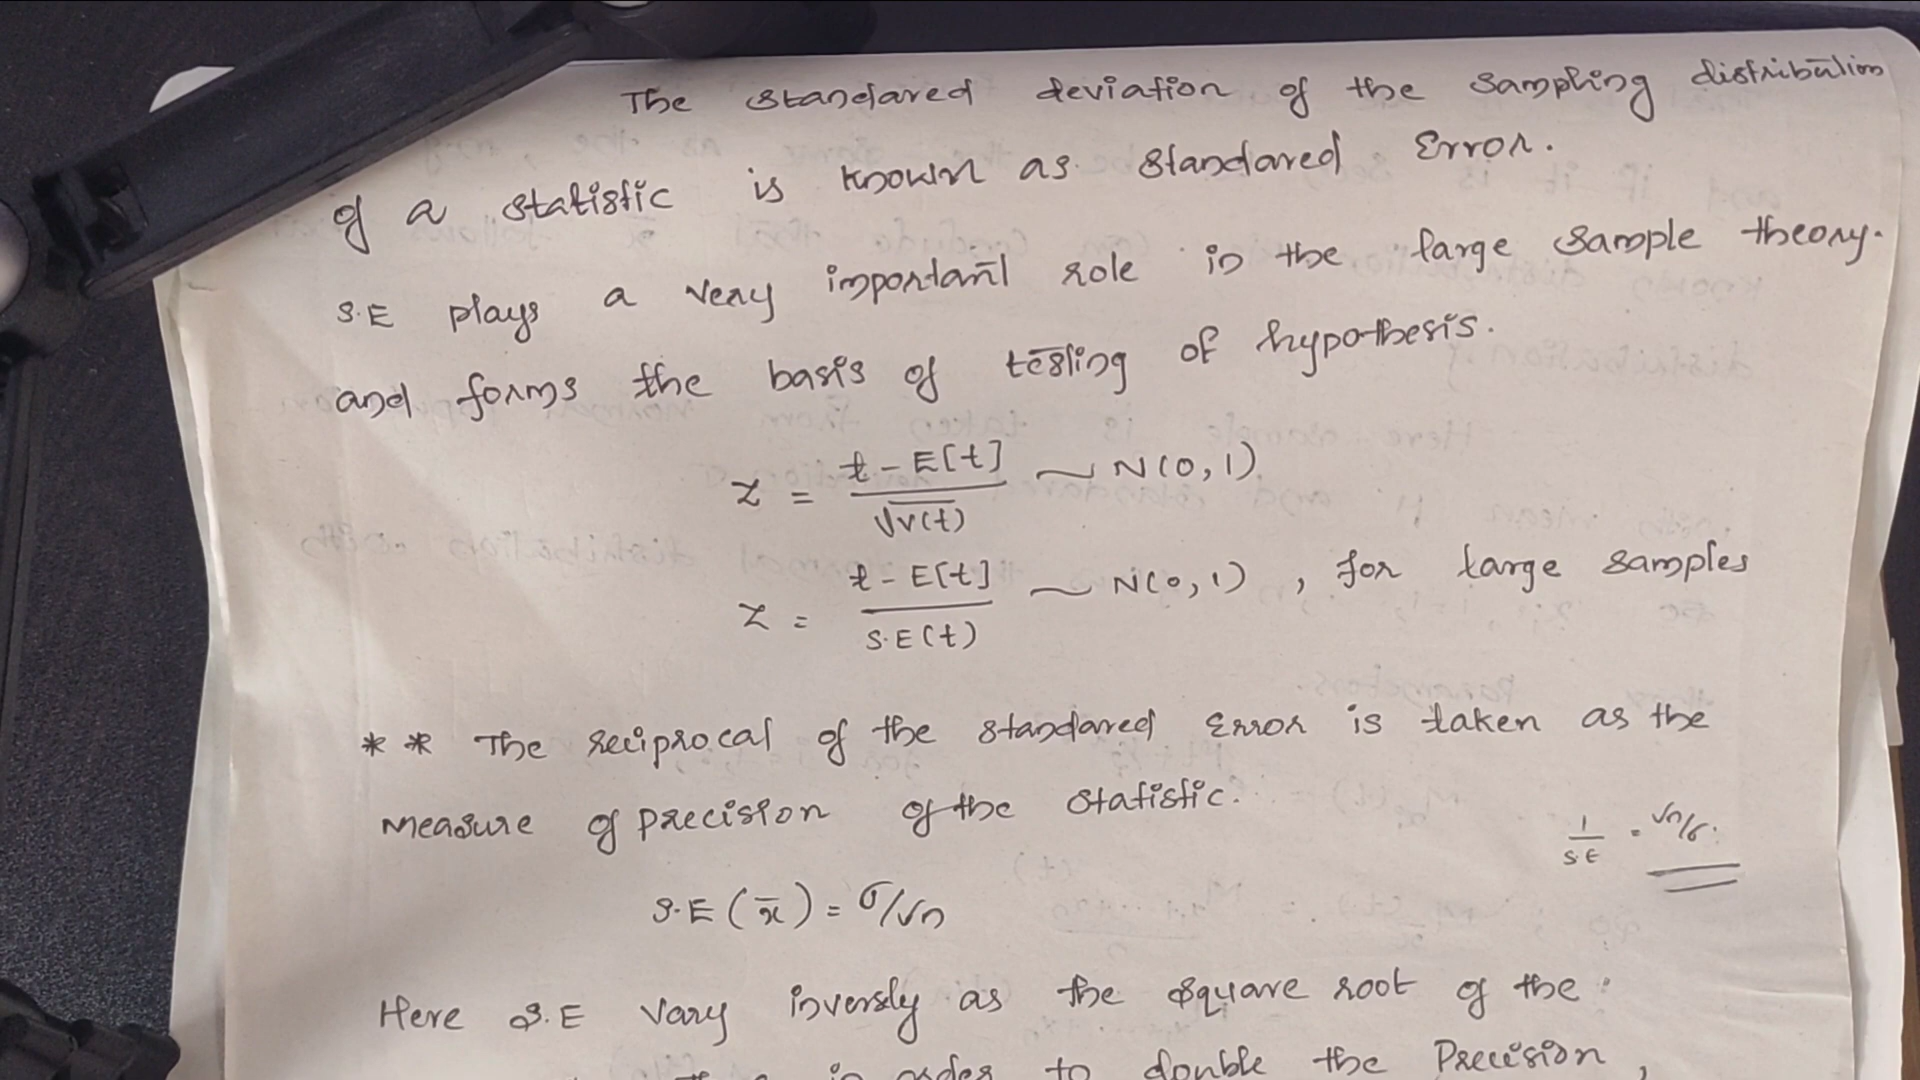 The standared deviation of the sampling distribution
of a statistic is known as standared Error.
S.E plays a very important role in the large sample theory.
and forms the basis of testing of hypothesis.
z = t - E[t] / √V(t) ~ N(0,1)
z = t - E[t] / S.E(t) ~ N(0,1) , for large samples
* * The reciprocal of the standared Error is taken as the
measure of precision of the statistic.
1/S.E = √n/σ.
S.E (x̄) = σ/√n
Here S.E vary inversly as the square root of the
in order to double the Precision ,